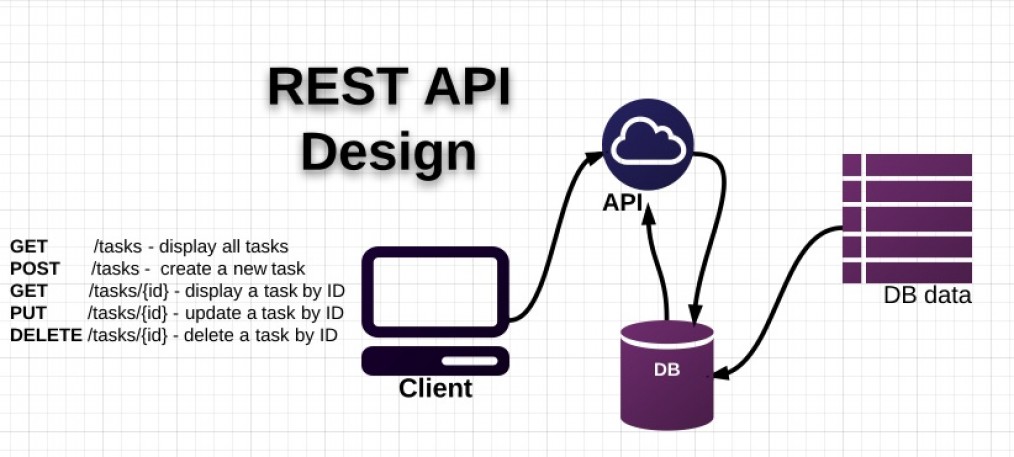 REST API
Design
API
GET /tasks - display all tasks
POST /tasks - create a new task
GET /tasks/{id} - display a task by ID
PUT /tasks/{id} - update a task by ID
DELETE /tasks/{id} - delete a task by ID
Client
DB
DB data